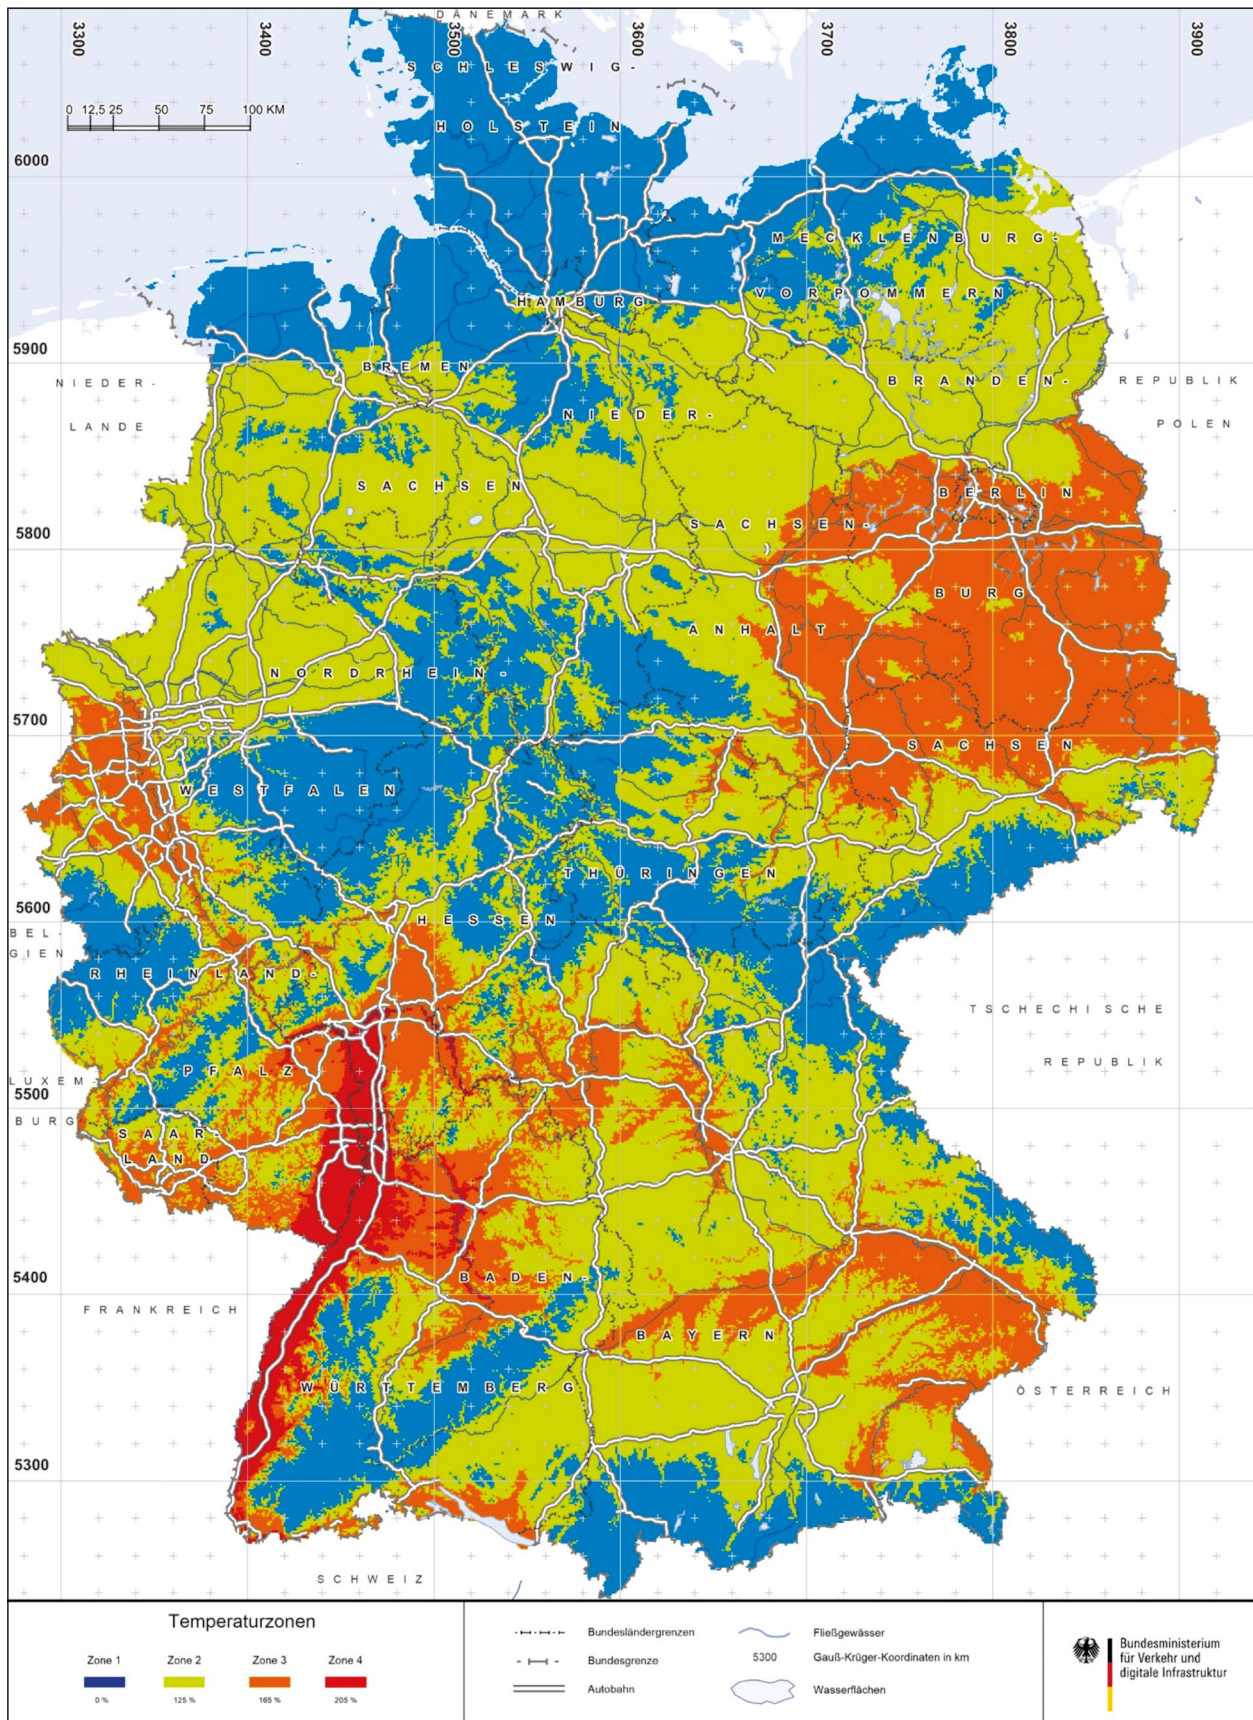 DÄNEMARK
3300
3400
3500
3600
3700
3800
3900
SCHLESWIG-
0 12,5 25 50 75 100 KM
HOLSTEIN
6000
MECKLENBURG-
VORPOMMERN
HAMBURG
5900
BREMEN
NIEDER-
LANDE
BRANDEN-
REPUBLIK
POLEN
NIEDER-
SACHSEN
BERLIN
SACHSEN-
5800
BURG
ANHALT
NORDRHEIN-
5700
SACHSEN
WESTFALEN
THÜRINGEN
5600
HESSEN
BEL-
GIEN
RHEINLAND-
TSCHECHISCHE
REPUBLIK
PFALZ
LUXEM-
BURG
5500
SAAR-
LAND
5400
BADEN-
FRANKREICH
BAYERN
WÜRTTEMBERG
ÖSTERREICH
5300
SCHWEIZ
Temperaturzonen
Zone 1 Zone 2 Zone 3 Zone 4
0 % 125 % 165 % 205 %
Bundesländergrenzen
Bundesgrenze
Autobahn
Fließgewässer
5300 Gauß-Krüger-Koordinaten in km
Wasserflächen
Bundesministerium
für Verkehr und
digitale Infrastruktur